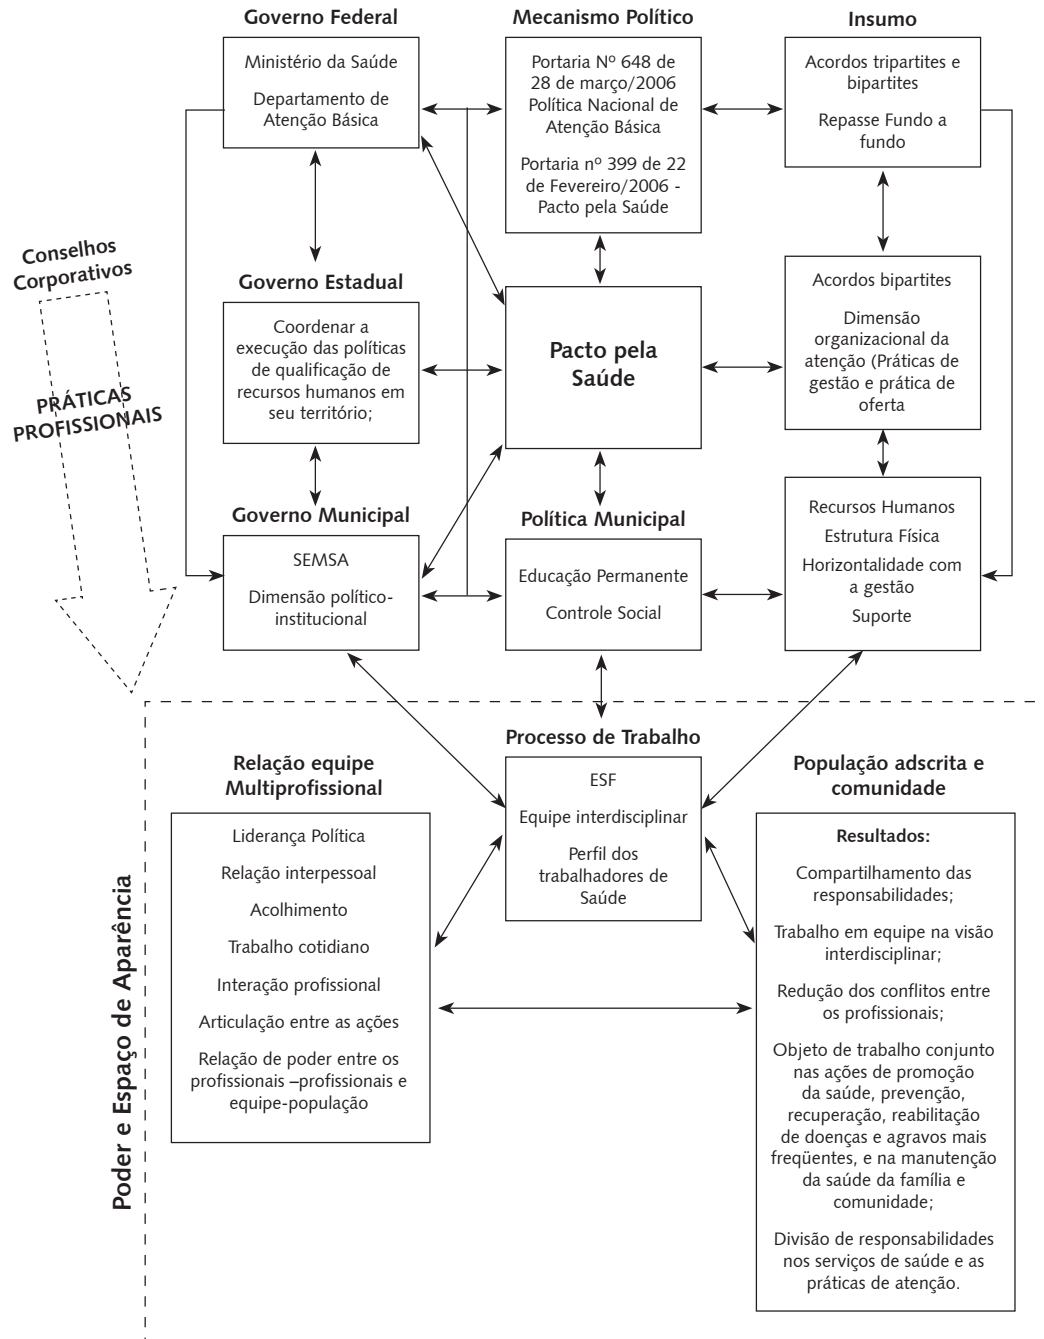 Governo Federal
Ministério da Saúde
Departamento de
Atenção Básica
Mecanismo Político
Portaria Nº 648 de
28 de março/2006
Política Nacional de
Atenção Básica
Portaria nº 399 de 22
de Fevereiro/2006 -
Pacto pela Saúde
Insumo
Acordos tripartites e
bipartites
Repasse Fundo a
fundo
Conselhos
Corporativos
PRÁTICAS
PROFISSIONAIS
Governo Estadual
Coordenar a
execução das políticas
de qualificação de
recursos humanos em
seu território;
Pacto pela
Saúde
Acordos bipartites
Dimensão
organizacional da
atenção (Práticas de
gestão e prática de
oferta
Governo Municipal
SEMSA
Dimensão político-
institucional
Política Municipal
Educação Permanente
Controle Social
Recursos Humanos
Estrutura Física
Horizontalidade com
a gestão
Suporte
Poder e Espaço de Aparência
Relação equipe
Multiprofissional
Liderança Política
Relação interpessoal
Acolhimento
Trabalho cotidiano
Interação profissional
Articulação entre as ações
Relação de poder entre os
profissionais –profissionais e
equipe-população
Processo de Trabalho
ESF
Equipe interdisciplinar
Perfil dos
trabalhadores de
Saúde
População adscrita e
comunidade
Resultados:
Compartilhamento das
responsabilidades;
Trabalho em equipe na visão
interdisciplinar;
Redução dos conflitos entre
os profissionais;
Objeto de trabalho conjunto
nas ações de promoção
da saúde, prevenção,
recuperação, reabilitação
de doenças e agravos mais
freqüentes, e na manutenção
da saúde da família e
comunidade;
Divisão de responsabilidades
nos serviços de saúde e as
práticas de atenção.